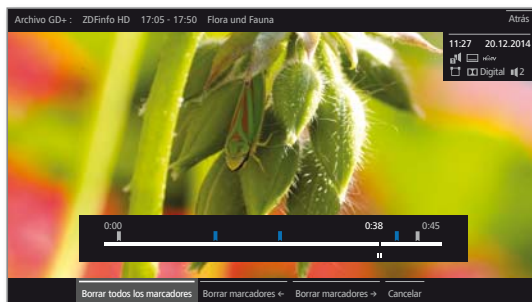 Archivo GD+ : ZDFinfo HD 17:05 - 17:50 Flora und Fauna Atrás
11:27 20.12.2014
Digital 2
0:00 0:38 0:45
Borrar todos los marcadores Borrar marcadores ← Borrar marcadores → Cancelar